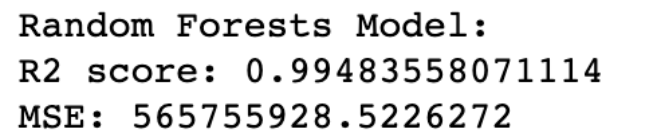 Random Forests Model:
R2 score: 0.99483558071114
MSE: 565755928.5226272